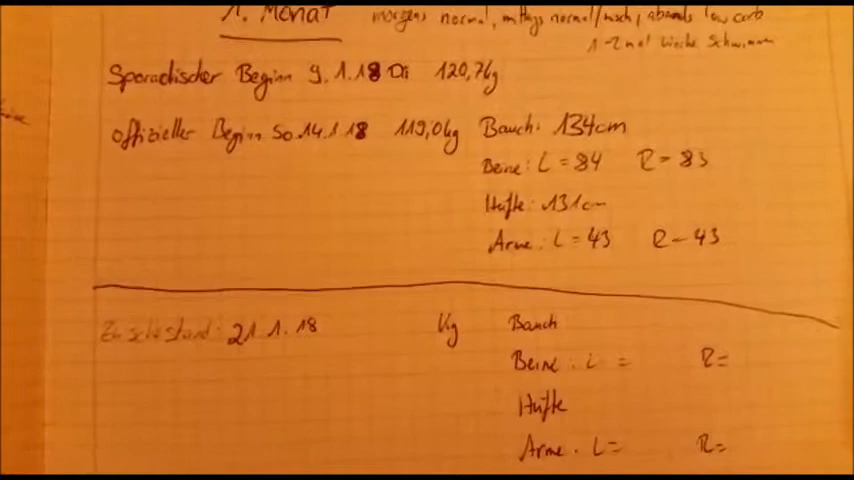 1. Monat
morgens normal, mittags normal/misch, abends low carb
1-2 mal Woche Schwimmen
Sporadischer Beginn 9.1.18 Di 120,7kg
offizieller Beginn So.14.1.18 119,0kg Bauch: 134cm
Beine: L = 84 R = 83
Hüfte: 131cm
Arme: L = 43 R = 43
Zwischenstand: 21.1.18 Kg Bauch
Beine: L = R =
Hüfte
Arme: L = R =